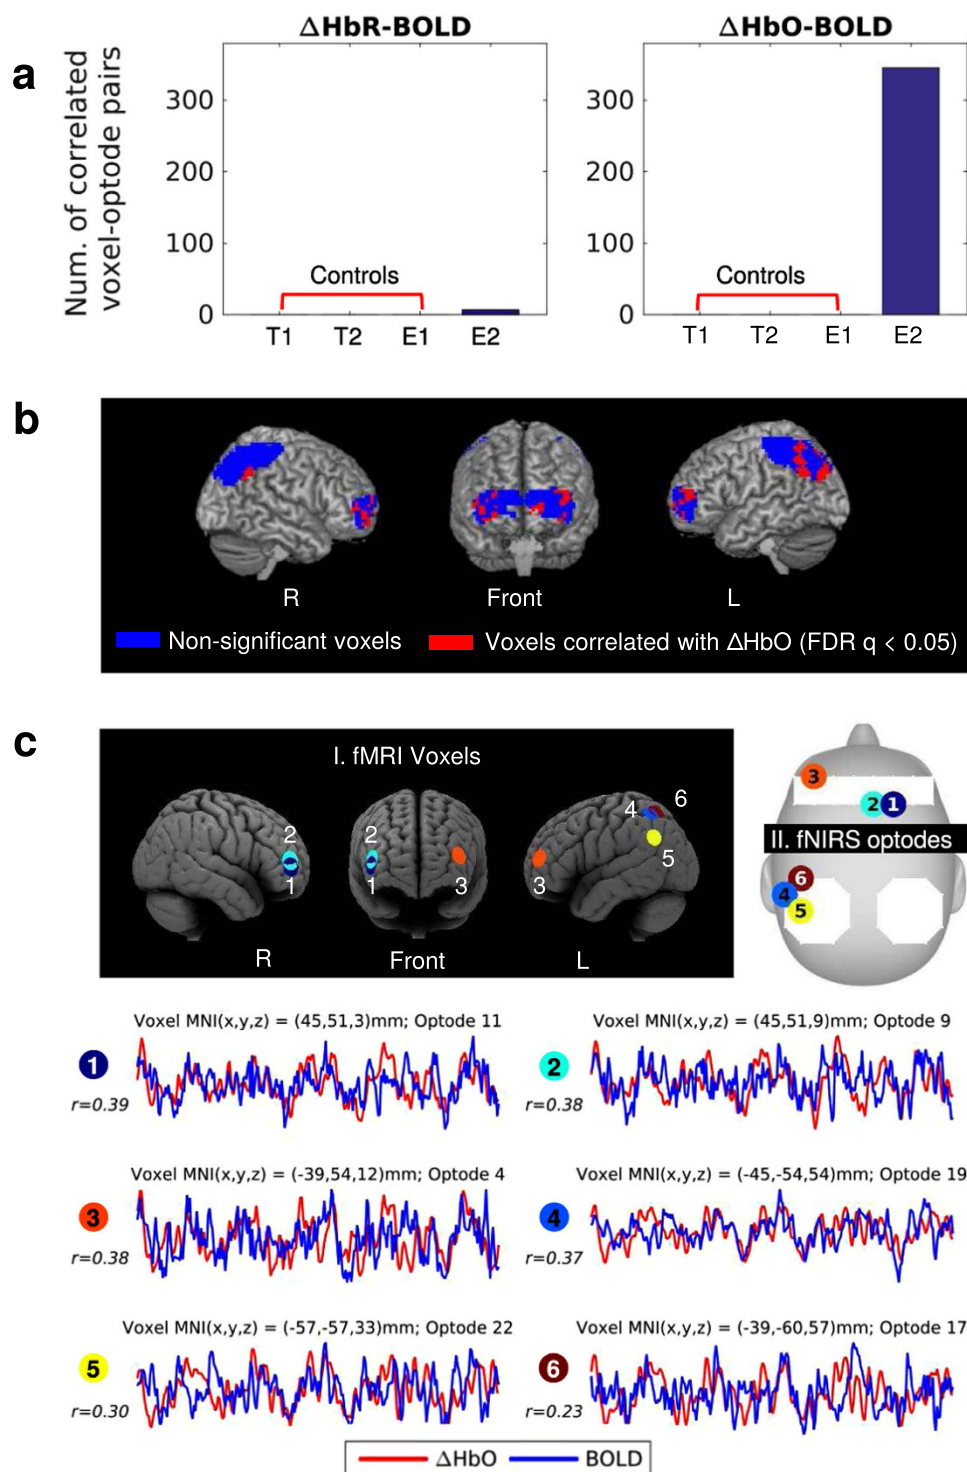 a
ΔHbR-BOLD
ΔHbO-BOLD
Num. of correlated
voxel-optode pairs
300
200
100
0
Controls
T1 T2 E1 E2
300
200
100
0
Controls
T1 T2 E1 E2
b
R Front L
Non-significant voxels
Voxels correlated with ΔHbO (FDR q < 0.05)
c
I. fMRI Voxels
2
1
2
1
3
3
4
6
5
R Front L
3
2
1
II. fNIRS optodes
6
4
5
Voxel MNI(x,y,z) = (45,51,3)mm; Optode 11
1
r=0.39
Voxel MNI(x,y,z) = (45,51,9)mm; Optode 9
2
r=0.38
Voxel MNI(x,y,z) = (-39,54,12)mm; Optode 4
3
r=0.38
Voxel MNI(x,y,z) = (-45,-54,54)mm; Optode 19
4
r=0.37
Voxel MNI(x,y,z) = (-57,-57,33)mm; Optode 22
5
r=0.30
Voxel MNI(x,y,z) = (-39,-60,57)mm; Optode 17
6
r=0.23
ΔHbO BOLD